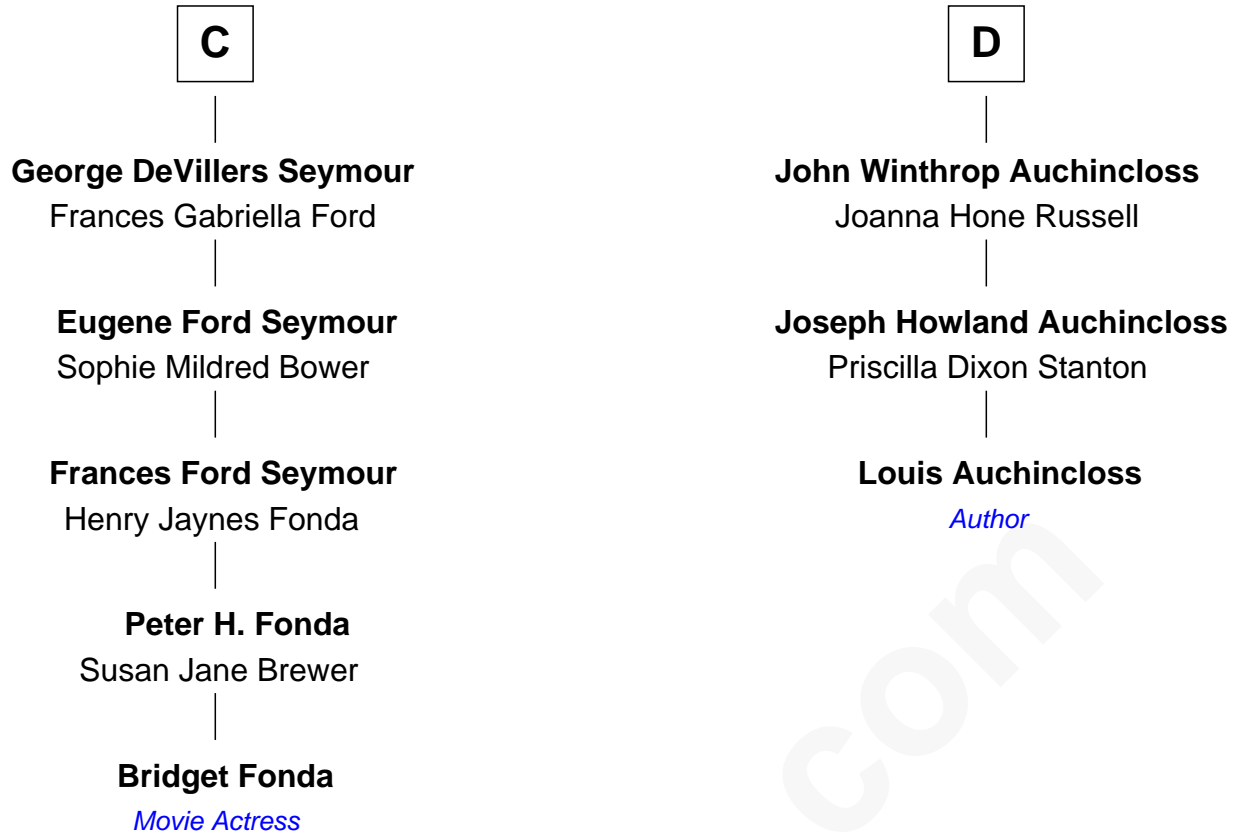 C
George DeVillers Seymour
Frances Gabriella Ford
Eugene Ford Seymour
Sophie Mildred Bower
Frances Ford Seymour
Henry Jaynes Fonda
Peter H. Fonda
Susan Jane Brewer
Bridget Fonda
Movie Actress
D
John Winthrop Auchincloss
Joanna Hone Russell
Joseph Howland Auchincloss
Priscilla Dixon Stanton
Louis Auchincloss
Author
com